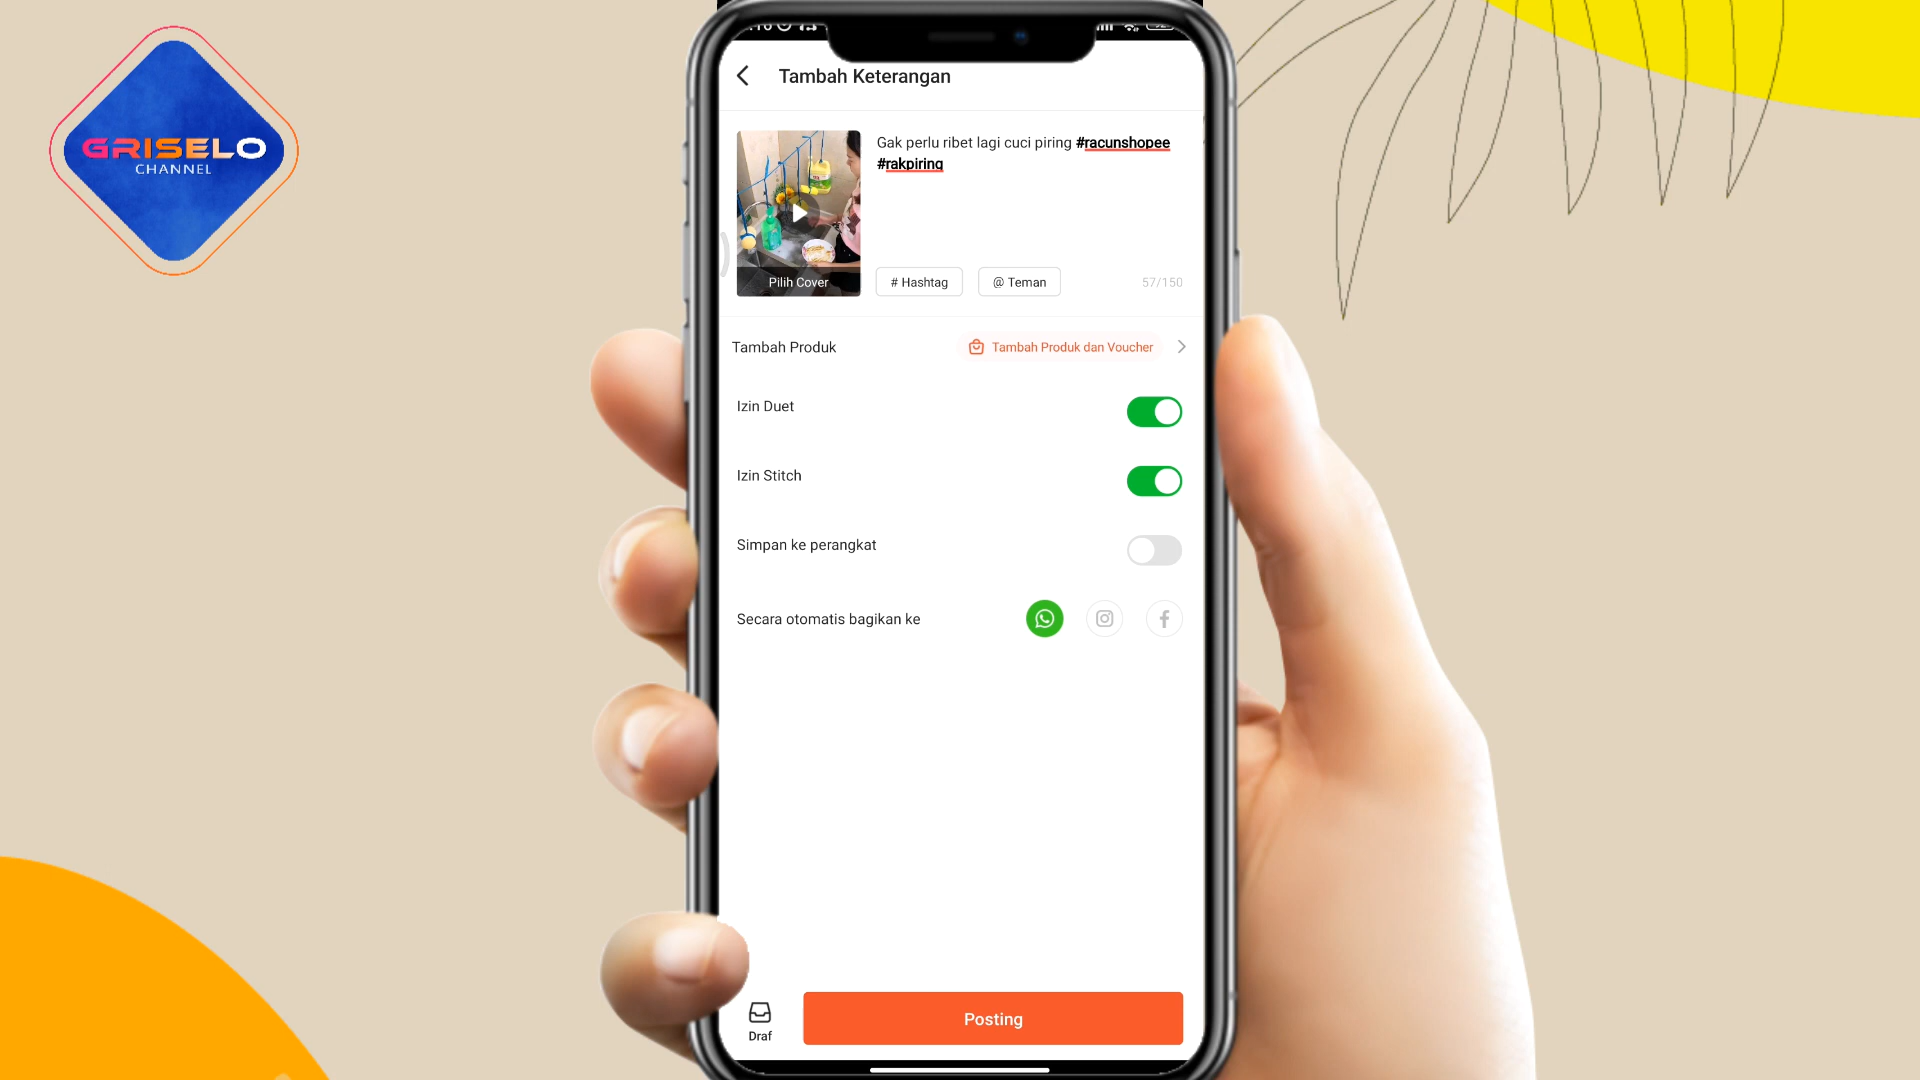 GRISELO
CHANNEL
Tambah Keterangan
Gak perlu ribet lagi cuci piring #racunshopee
#rakpiring
Pilih Cover
# Hashtag
@ Teman
57/150
Tambah Produk
Tambah Produk dan Voucher
Izin Duet
Izin Stitch
Simpan ke perangkat
Secara otomatis bagikan ke
Draf
Posting